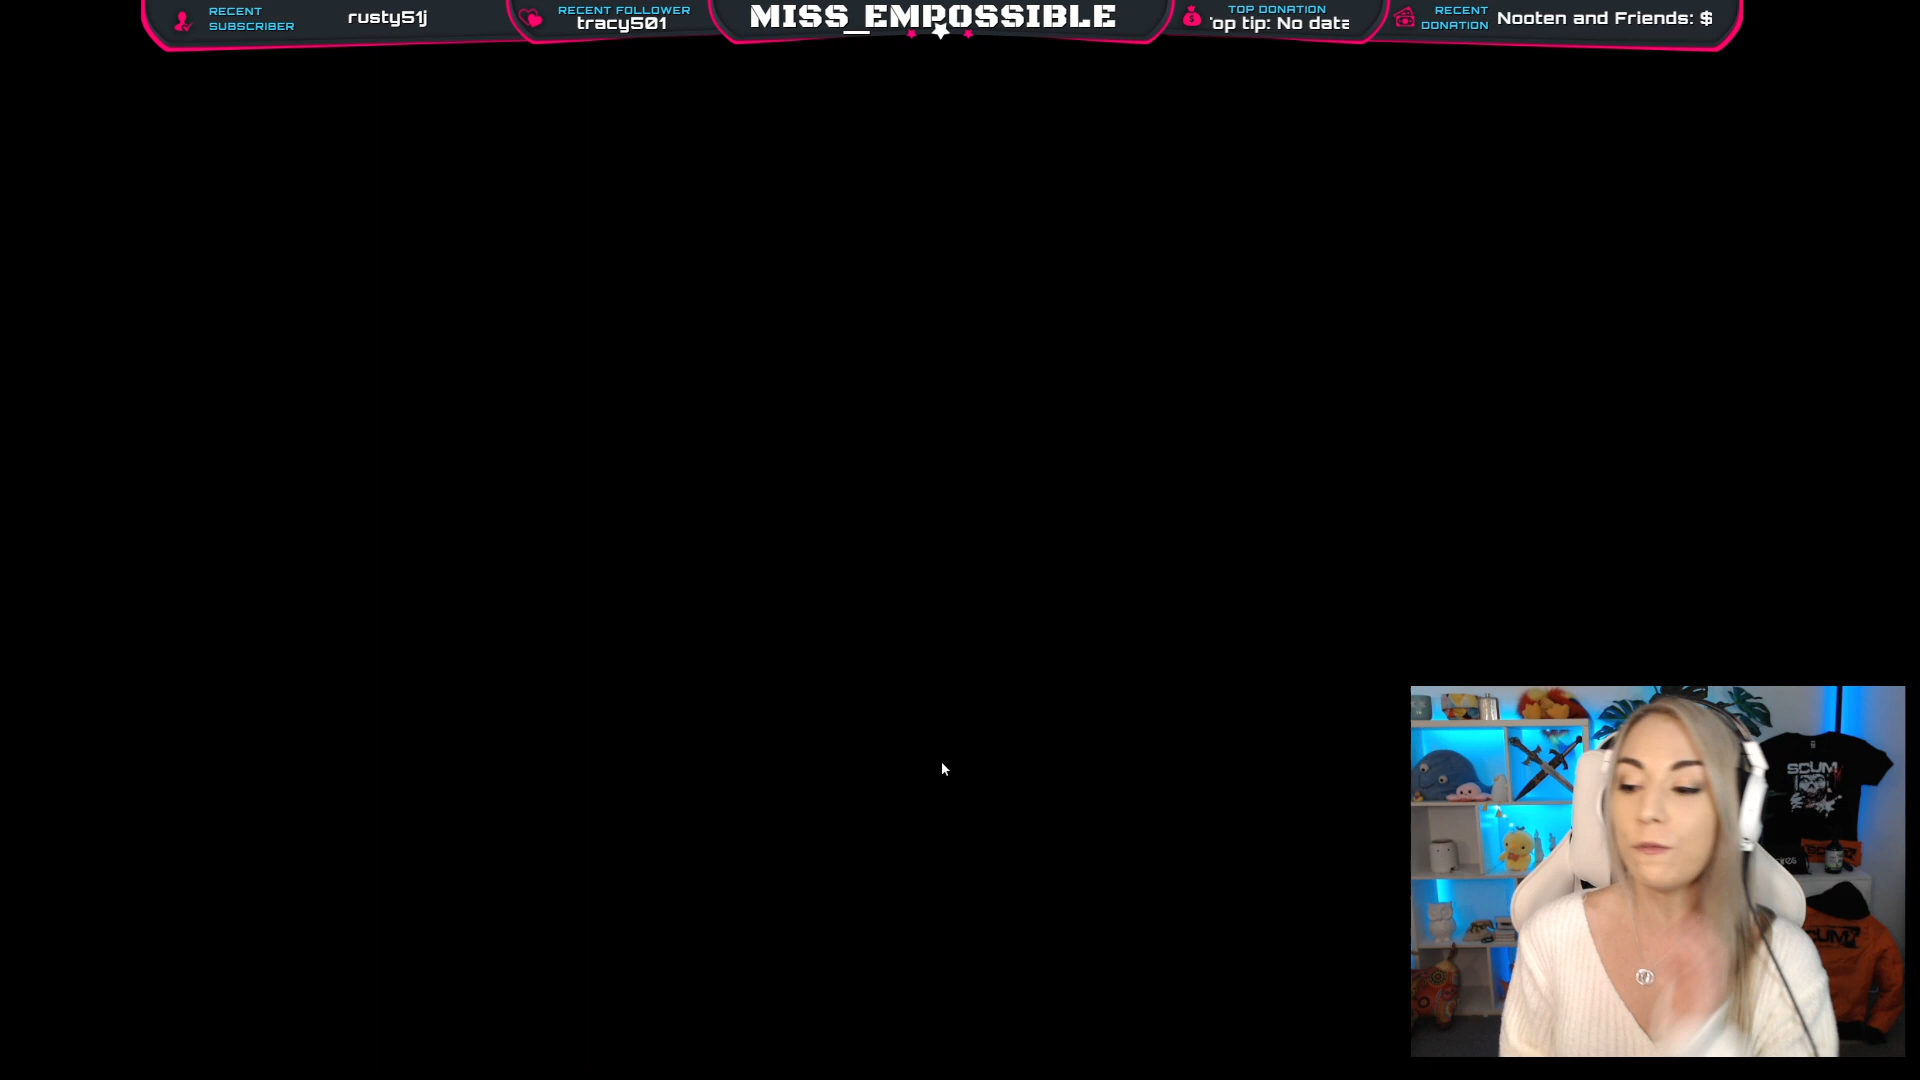 RECENT
SUBSCRIBER
rusty51j
RECENT FOLLOWER
tracy501
MISS_EMPOSSIBLE
TOP DONATION
op tip: No data
RECENT
DONATION
Nooten and Friends: $
SCUM
SCUM